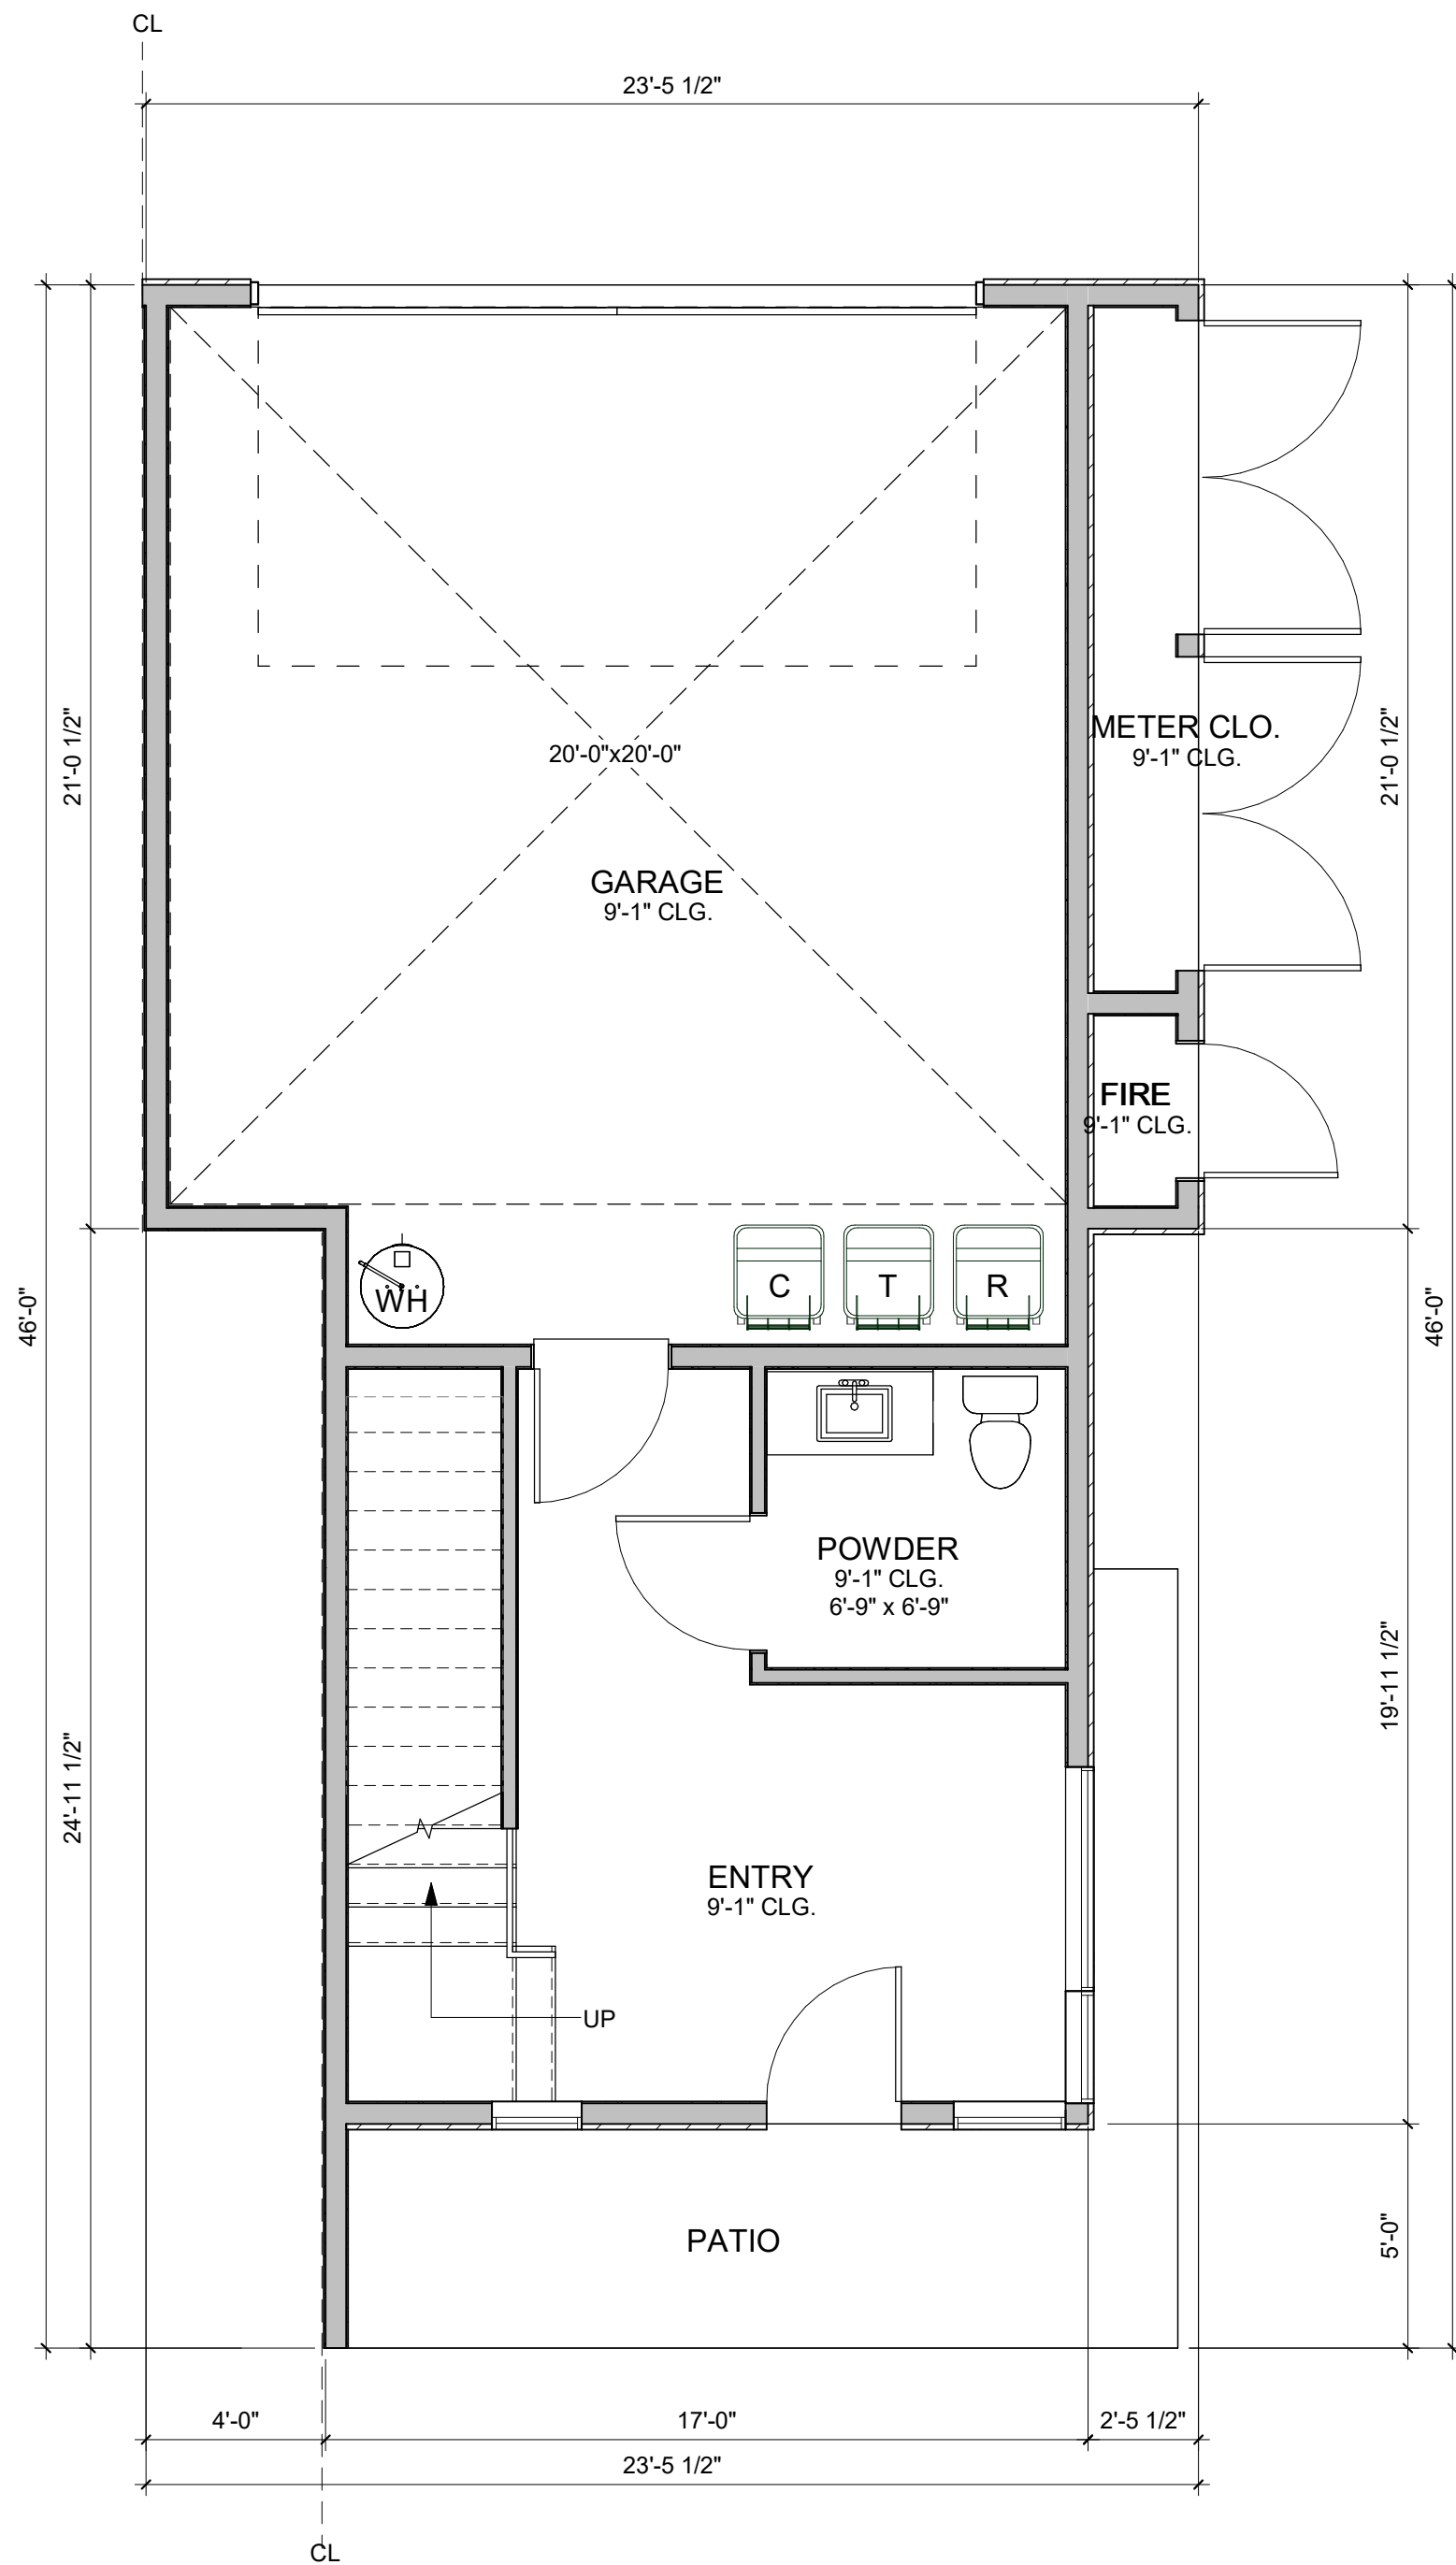 CL
23'-5 1/2"
21'-0 1/2"
46'-0"
24'-11 1/2"
20'-0"x20'-0"
GARAGE
9'-1" CLG.
METER CLO.
9'-1" CLG.
21'-0 1/2"
FIRE
9'-1" CLG.
46'-0"
WH
C
T
R
POWDER
9'-1" CLG.
6'-9" x 6'-9"
19'-11 1/2"
ENTRY
9'-1" CLG.
UP
PATIO
5'-0"
4'-0"
17'-0"
2'-5 1/2"
23'-5 1/2"
CL